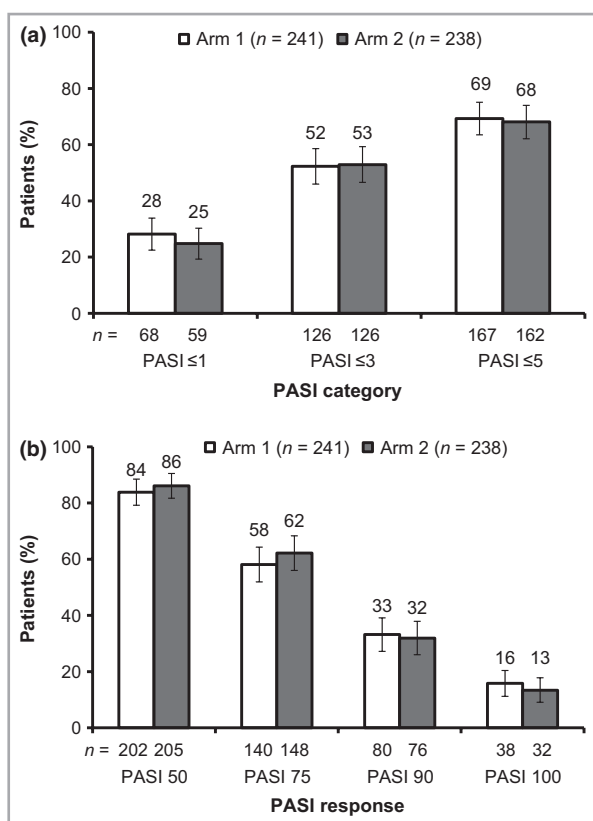 (a)
Arm 1 (n = 241) Arm 2 (n = 238)
Patients (%)
100
80
60
40
20
0
28 25
52 53
69 68
n = 68 59 126 126 167 162
PASI ≤1 PASI ≤3 PASI ≤5
PASI category
(b)
Arm 1 (n = 241) Arm 2 (n = 238)
Patients (%)
100
80
60
40
20
0
84 86
58 62
33 32
16 13
n = 202 205 140 148 80 76 38 32
PASI 50 PASI 75 PASI 90 PASI 100
PASI response